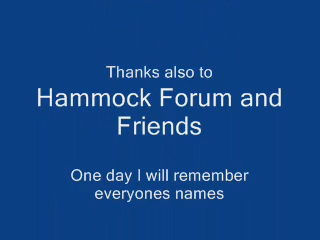 Thanks also to
Hammock Forum and
Friends
One day I will remember
everyones names